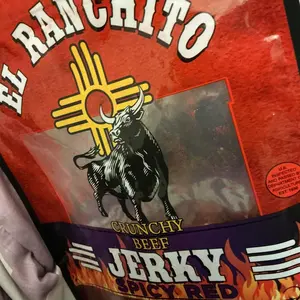 EL RANCHITO
CRUNCHY
BEEF
JERKY
SPICY RED